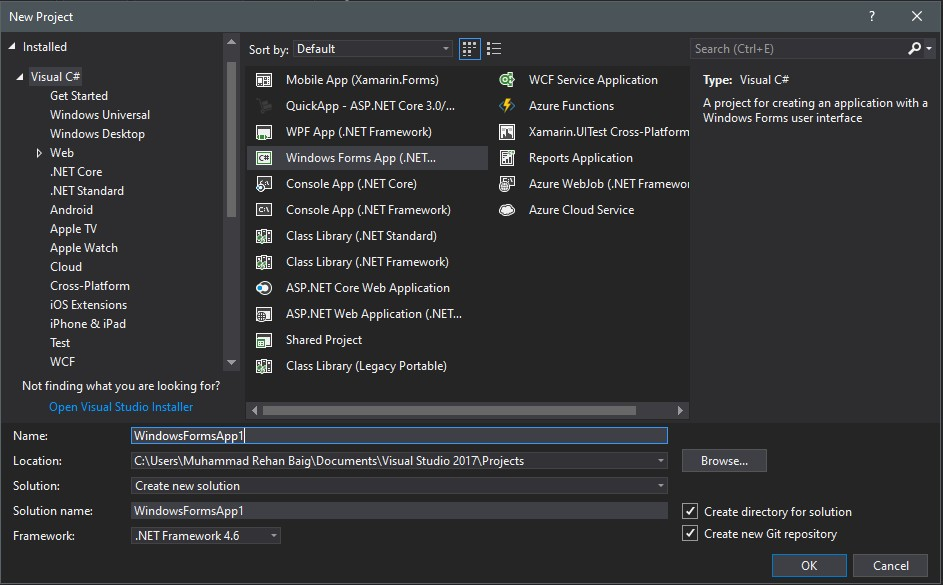 New Project
?
Installed
Visual C#
Get Started
Windows Universal
Windows Desktop
Web
.NET Core
.NET Standard
Android
Apple TV
Apple Watch
Cloud
Cross-Platform
iOS Extensions
iPhone & iPad
Test
WCF
Not finding what you are looking for?
Open Visual Studio Installer
Sort by: Default
Mobile App (Xamarin.Forms)
QuickApp - ASP.NET Core 3.0/...
WPF App (.NET Framework)
Windows Forms App (.NET...
Console App (.NET Core)
Console App (.NET Framework)
Class Library (.NET Standard)
Class Library (.NET Framework)
ASP.NET Core Web Application
ASP.NET Web Application (.NET...
Shared Project
Class Library (Legacy Portable)
WCF Service Application
Azure Functions
Xamarin.UITest Cross-Platform
Reports Application
Azure WebJob (.NET Framewor
Azure Cloud Service
Search (Ctrl+E)
Type: Visual C#
A project for creating an application with a
Windows Forms user interface
Name: WindowsFormsApp1
Location: C:\Users\Muhammad Rehan Baig\Documents\Visual Studio 2017\Projects
Browse...
Solution: Create new solution
Solution name: WindowsFormsApp1
Create directory for solution
Framework: .NET Framework 4.6
Create new Git repository
OK
Cancel